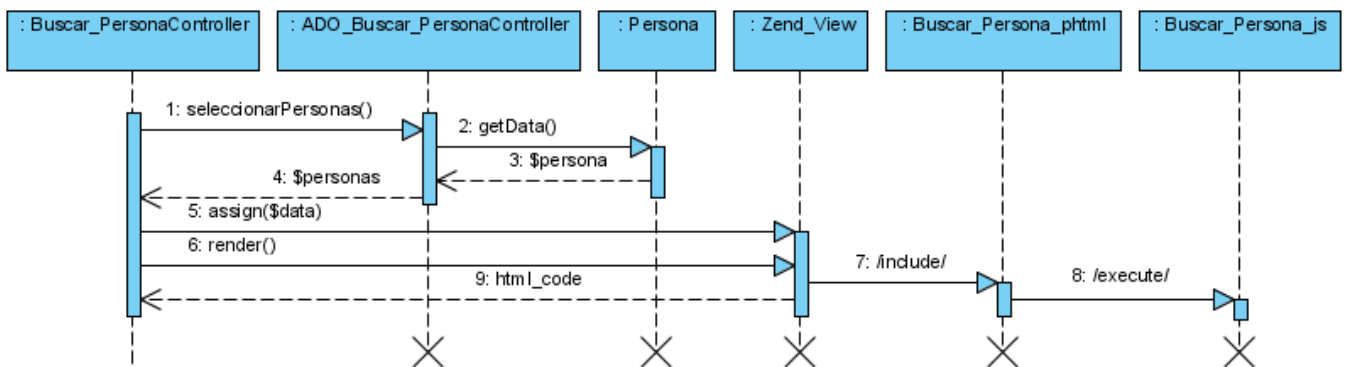 : Buscar_PersonaController
: ADO_Buscar_PersonaController
: Persona
: Zend_View
: Buscar_Persona_phtml
: Buscar_Persona_js
1: seleccionarPersonas()
2: getData()
3: $persona
4: $personas
5: assign($data)
6: render()
7: /include/
8: /execute/
9: html_code